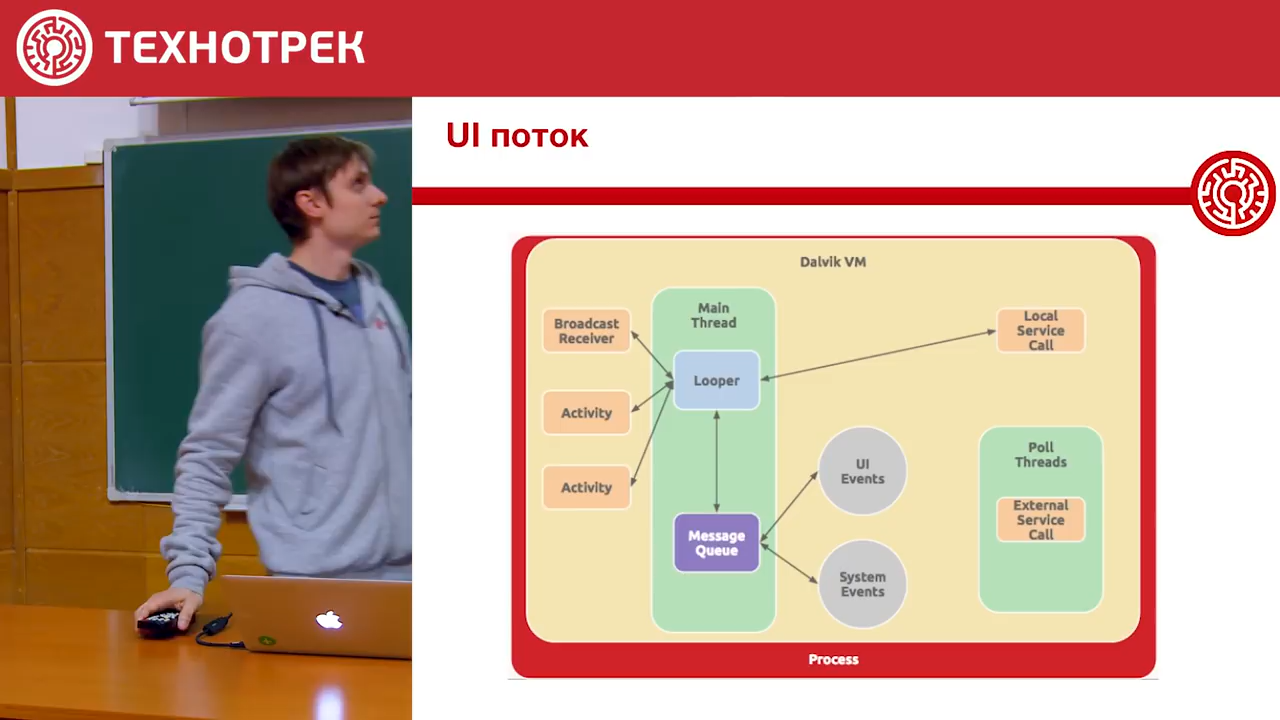 ТЕХНОТРЕК
UI поток
Dalvik VM
Main
Thread
Broadcast
Receiver
Looper
Local
Service
Call
Activity
Activity
UI
Events
Poll
Threads
External
Service
Call
Message
Queue
System
Events
Process